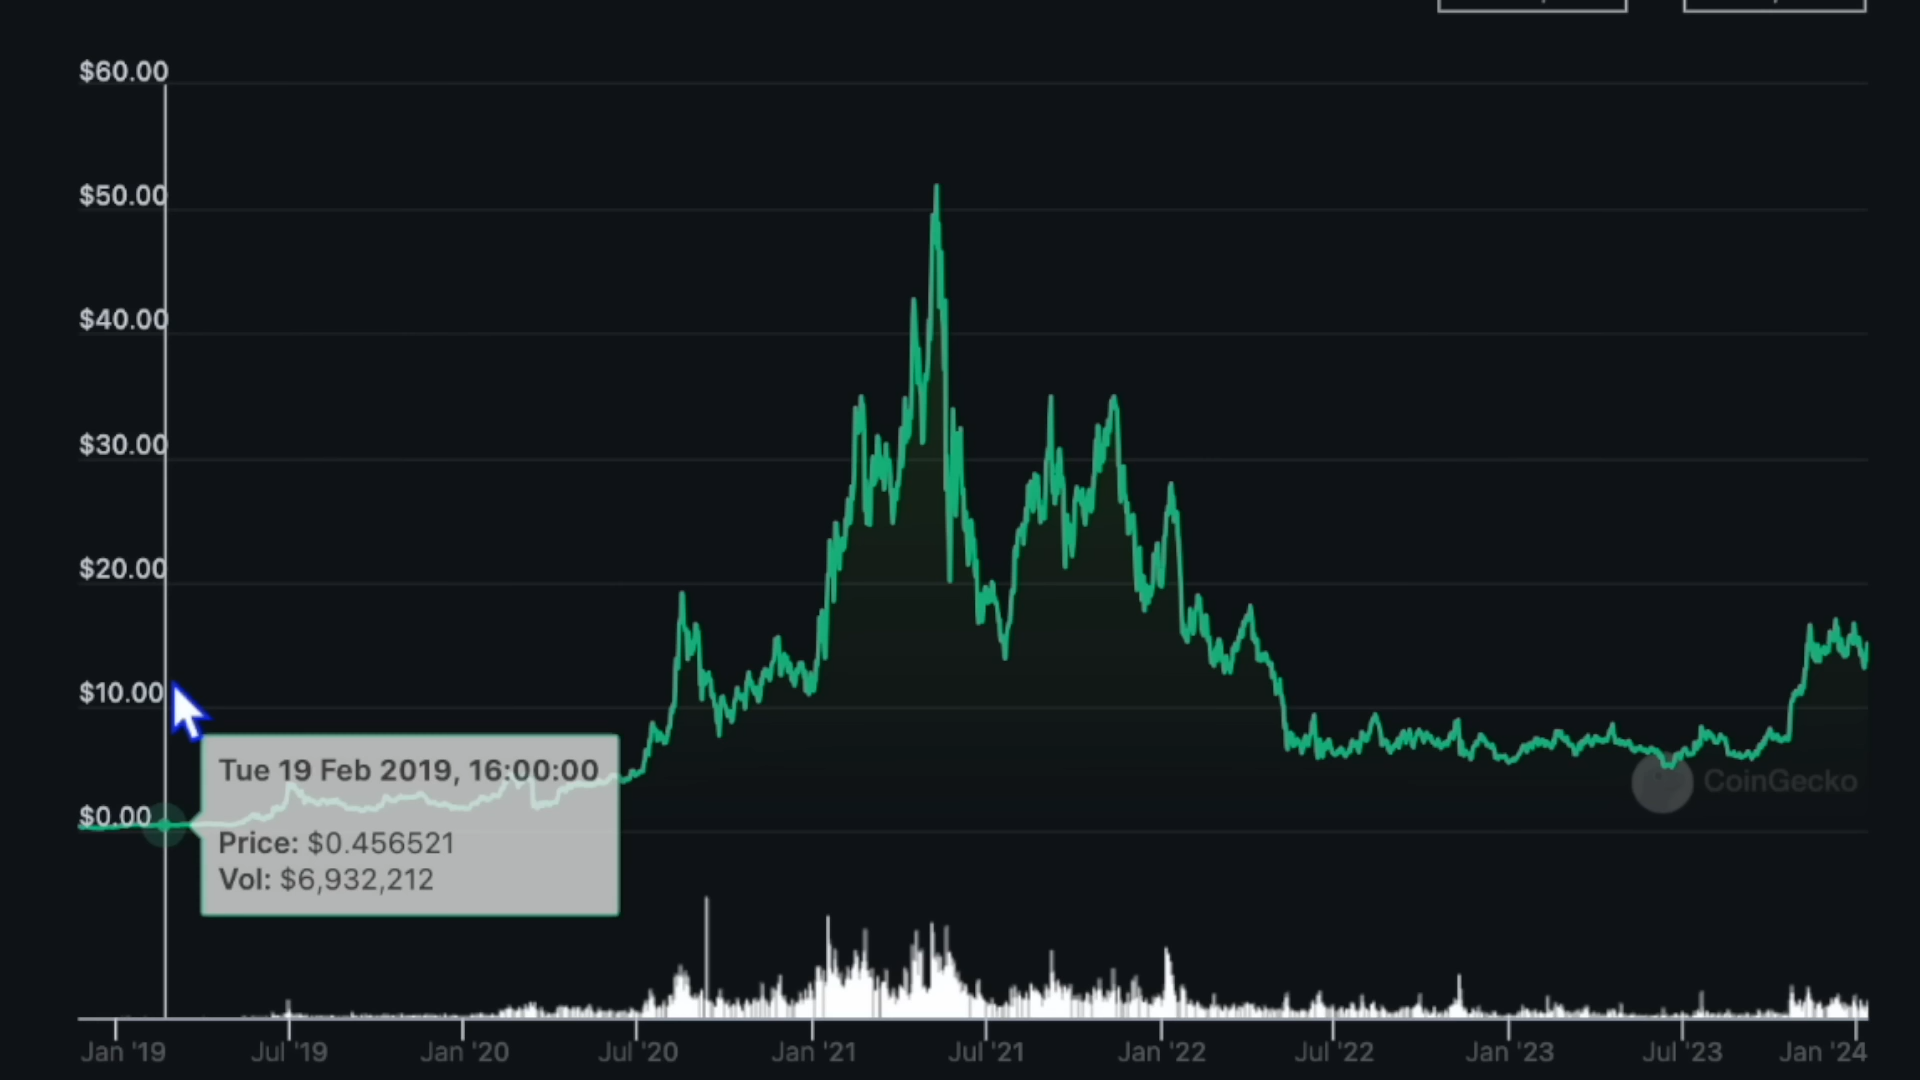 $60.00
$50.00
$40.00
$30.00
$20.00
$10.00
$0.00
Tue 19 Feb 2019, 16:00:00
Price: $0.456521
Vol: $6,932,212
CoinGecko
Jan '19 Jul '19 Jan '20 Jul '20 Jan '21 Jul '21 Jan '22 Jul '22 Jan '23 Jul '23 Jan '24